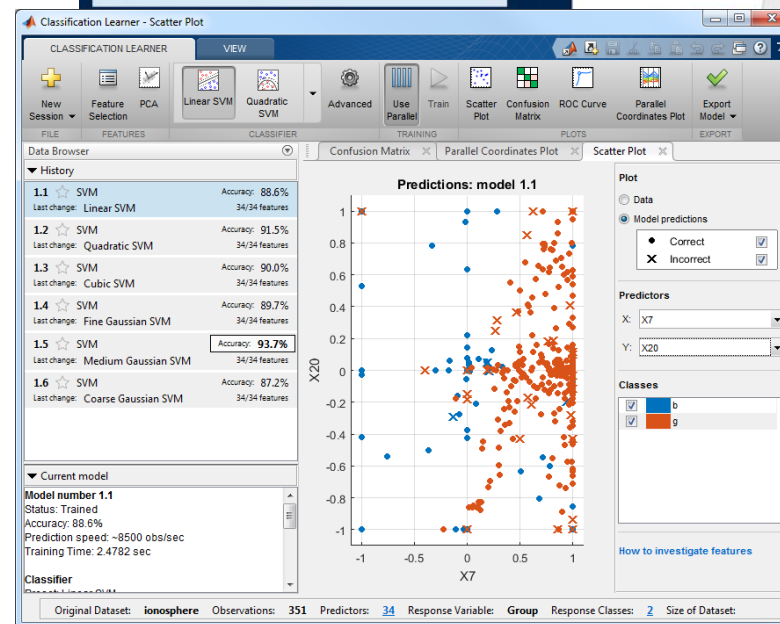 Classification Learner - Scatter Plot
CLASSIFICATION LEARNER VIEW
New Session
Feature Selection
PCA
Linear SVM
Quadratic SVM
Advanced
Use Parallel
Train
Scatter Plot
Confusion Matrix
ROC Curve
Parallel Coordinates Plot
Export Model
FILE FEATURES CLASSIFIER TRAINING PLOTS EXPORT
Data Browser
History
1.1 SVM Accuracy: 88.6%
Last change: Linear SVM 34/34 features
1.2 SVM Accuracy: 91.5%
Last change: Quadratic SVM 34/34 features
1.3 SVM Accuracy: 90.0%
Last change: Cubic SVM 34/34 features
1.4 SVM Accuracy: 89.7%
Last change: Fine Gaussian SVM 34/34 features
1.5 SVM Accuracy: 93.7%
Last change: Medium Gaussian SVM 34/34 features
1.6 SVM Accuracy: 87.2%
Last change: Coarse Gaussian SVM 34/34 features
Current model
Model number 1.1
Status: Trained
Accuracy: 88.6%
Prediction speed: ~8500 obs/sec
Training Time: 2.4782 sec
Classifier
Confusion Matrix Parallel Coordinates Plot Scatter Plot
Predictions: model 1.1
1
0.8
0.6
0.4
0.2
0
-0.2
-0.4
-0.6
-0.8
-1
X20
-1 -0.5 0 0.5 1
X7
Plot
Data
Model predictions
Correct
Incorrect
Predictors
X: X7
Y: X20
Classes
b
g
How to investigate features
Original Dataset: ionosphere Observations: 351 Predictors: 34 Response Variable: Group Response Classes: 2 Size of Dataset: